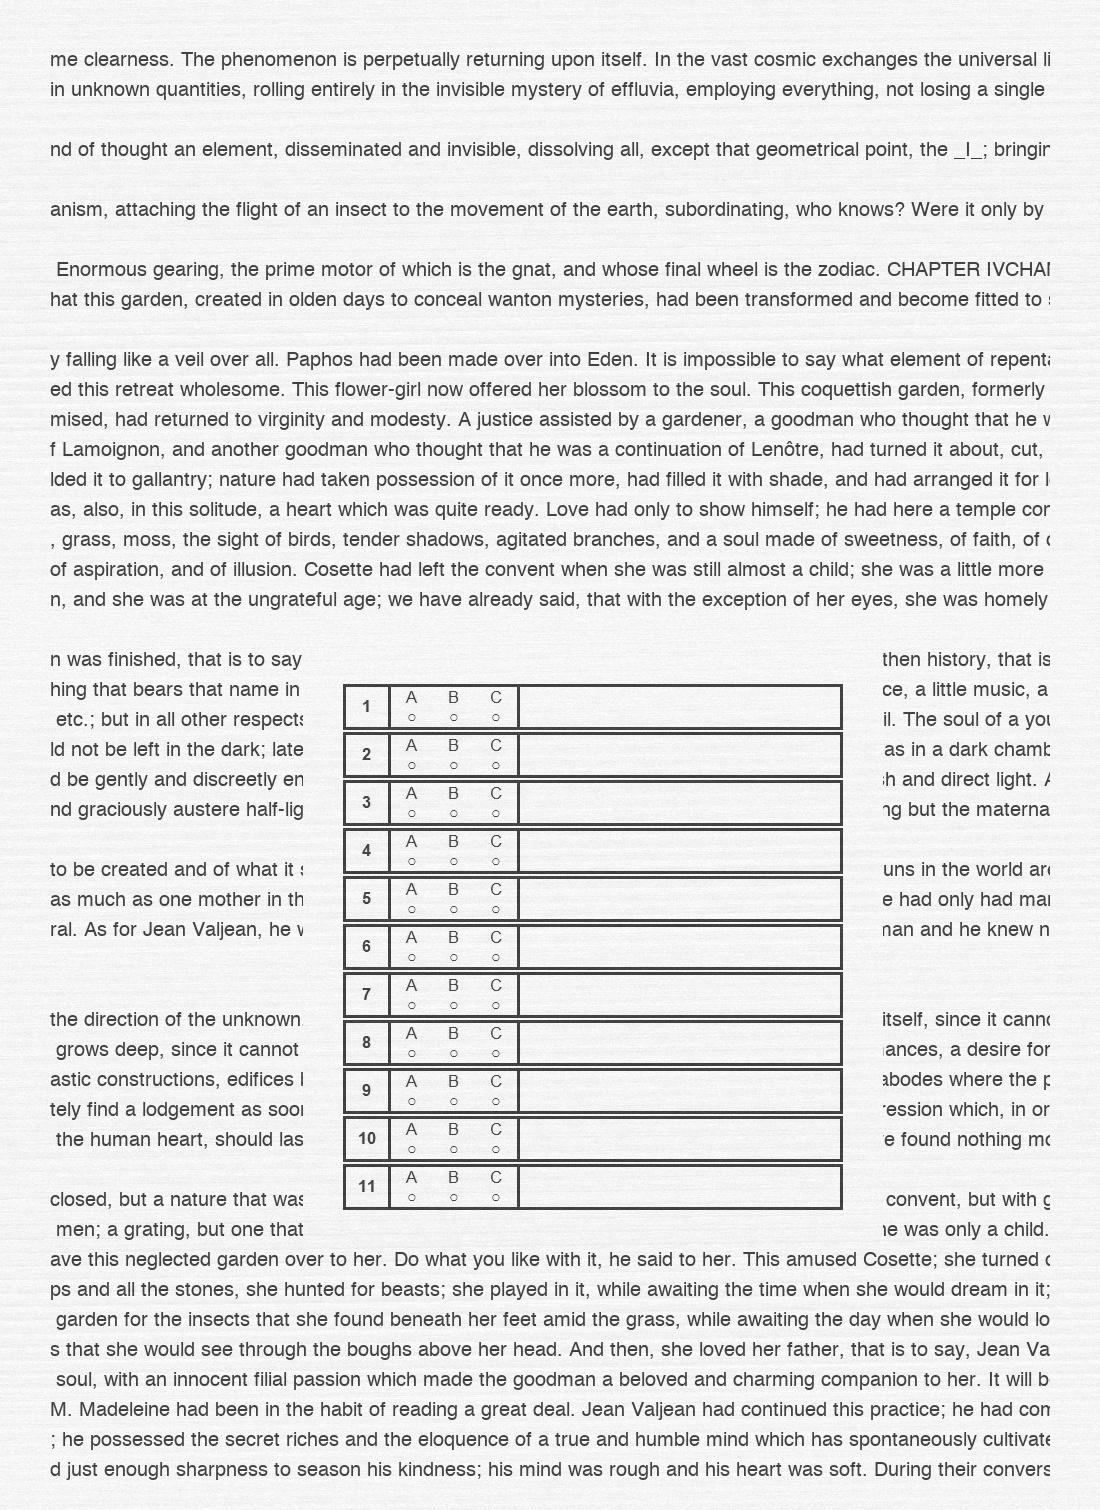 me clearness. The phenomenon is perpetually returning upon itself. In the vast cosmic exchanges the universal li
in unknown quantities, rolling entirely in the invisible mystery of effluvia, employing everything, not losing a single
nd of thought an element, disseminated and invisible, dissolving all, except that geometrical point, the _I_; bringin
anism, attaching the flight of an insect to the movement of the earth, subordinating, who knows? Were it only by
Enormous gearing, the prime motor of which is the gnat, and whose final wheel is the zodiac. CHAPTER IVCHA
hat this garden, created in olden days to conceal wanton mysteries, had been transformed and become fitted to
y falling like a veil over all. Paphos had been made over into Eden. It is impossible to say what element of repenta
ed this retreat wholesome. This flower-girl now offered her blossom to the soul. This coquettish garden, formerly
mised, had returned to virginity and modesty. A justice assisted by a gardener, a goodman who thought that he w
f Lamoignon, and another goodman who thought that he was a continuation of Lenôtre, had turned it about, cut,
lded it to gallantry; nature had taken possession of it once more, had filled it with shade, and had arranged it for l
as, also, in this solitude, a heart which was quite ready. Love had only to show himself; he had here a temple con
, grass, moss, the sight of birds, tender shadows, agitated branches, and a soul made of sweetness, of faith, of c
of aspiration, and of illusion. Cosette had left the convent when she was still almost a child; she was a little more
n, and she was at the ungrateful age; we have already said, that with the exception of her eyes, she was homely
n was finished, that is to say then history, that is
hing that bears that name in ce, a little music, a
etc.; but in all other respects il. The soul of a you
ld not be left in the dark; late as in a dark chamb
d be gently and discreetly en sh and direct light. A
nd graciously austere half-lig ng but the materna
to be created and of what it s uns in the world are
as much as one mother in th e had only had man
ral. As for Jean Valjean, he w man and he knew n
the direction of the unknown. itself, since it canno
grows deep, since it cannot ances, a desire for
astic constructions, edifices abodes where the p
tely find a lodgement as soon ression which, in or
the human heart, should las e found nothing mo
closed, but a nature that was convent, but with g
men; a grating, but one that he was only a child.
1 A B C
2 A B C
3 A B C
4 A B C
5 A B C
6 A B C
7 A B C
8 A B C
9 A B C
10 A B C
11 A B C
ave this neglected garden over to her. Do what you like with it, he said to her. This amused Cosette; she turned o
ps and all the stones, she hunted for beasts; she played in it, while awaiting the time when she would dream in it;
garden for the insects that she found beneath her feet amid the grass, while awaiting the day when she would lo
s that she would see through the boughs above her head. And then, she loved her father, that is to say, Jean Va
soul, with an innocent filial passion which made the goodman a beloved and charming companion to her. It will b
M. Madeleine had been in the habit of reading a great deal. Jean Valjean had continued this practice; he had com
; he possessed the secret riches and the eloquence of a true and humble mind which has spontaneously cultivate
d just enough sharpness to season his kindness; his mind was rough and his heart was soft. During their convers